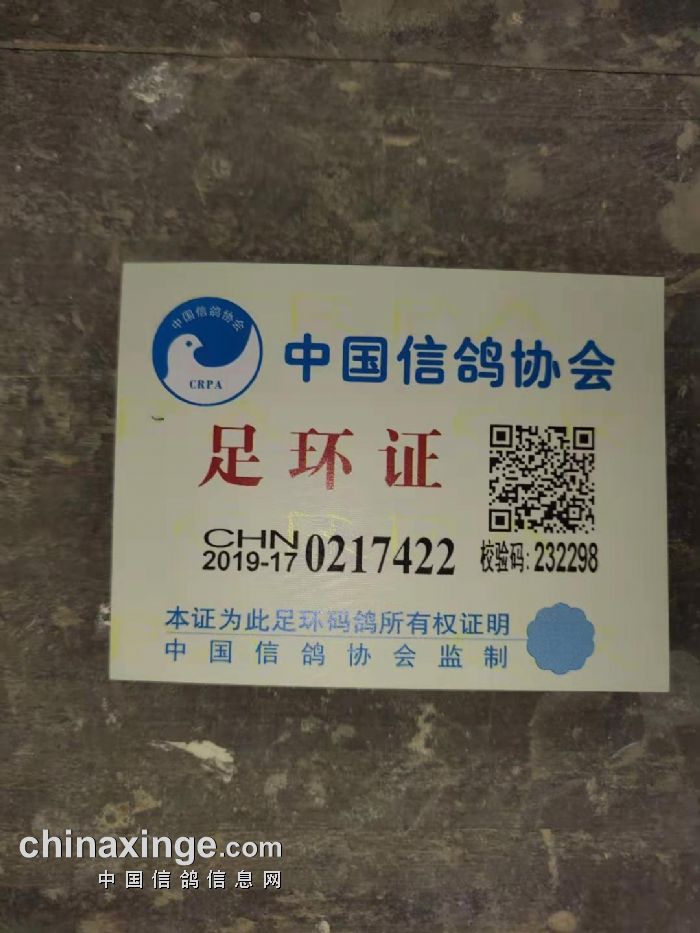 中国信鸽协会
CRPA
中国信鸽协会
足环证
CHN
2019-17 0217422
校验码: 232298
本证为此足环码鸽所有权证明
中国信鸽协会监制
chinaxinge.com
中国信鸽信息网